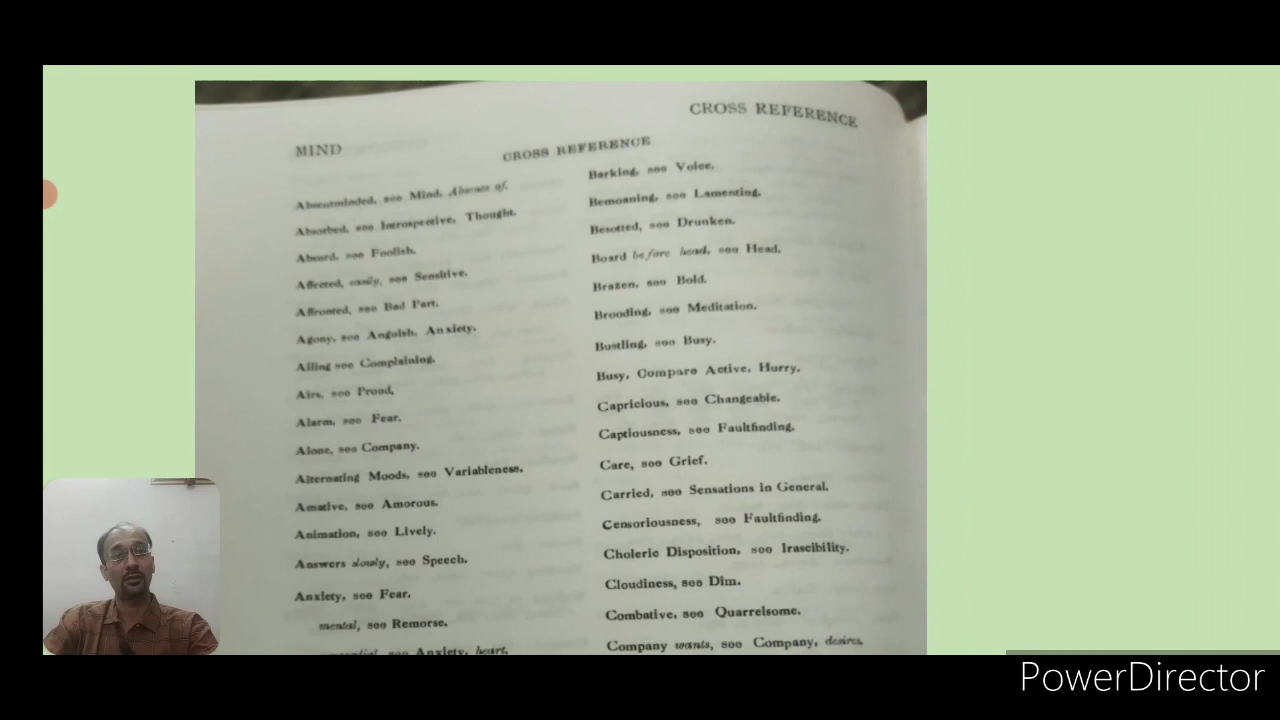 CROSS REFERENCE
MIND
CROSS REFERENCE
Absentminded, see Mind, Absence of.
Absorbed, see Introspective, Thought.
Absurd, see Foolish.
Affected, easily, see Sensitive.
Affronted, see Bad Part.
Agony, see Anguish, Anxiety.
Ailing see Complaining.
Airs, see Proud,
Alarm, see Fear.
Alone, see Company.
Alternating Moods, see Variableness.
Amative, see Amorous.
Animation, see Lively.
Answers slowly, see Speech.
Anxiety, see Fear.
mental, see Remorse.
see Anxiety, heart,
Barking, see Voice.
Bemoaning, see Lamenting.
Besotted, see Drunken.
Board before head, see Head.
Brazen, see Bold.
Brooding, see Meditation.
Bustling, see Busy.
Busy, Compare Active, Hurry.
Capricious, see Changeable.
Captiousness, see Faultfinding.
Care, see Grief.
Carried, see Sensations in General.
Censoriousness, see Faultfinding.
Choleric Disposition, see Irascibility.
Cloudiness, see Dim.
Combative, see Quarrelsome.
Company wants, see Company, desires.
PowerDirector